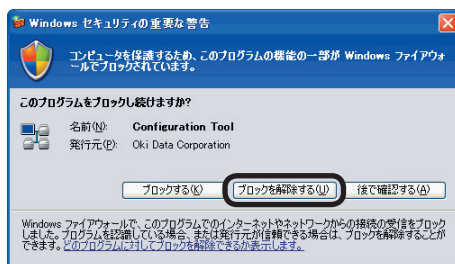 Windows セキュリティの重要な警告
コンピュータを保護するため、このプログラムの機能の一部が Windows ファイアウォ
ールでブロックされています。
このプログラムをブロックし続けますか?
名前(N): Configuration Tool
発行元(P): Oki Data Corporation
ブロックする(K) ブロックを解除する(U) 後で確認する(A)
Windows ファイアウォールで、このプログラムでのインターネットやネットワークからの接続の受信をブロック
しました。プログラムを認識している場合、または発行元が信頼できる場合は、ブロックを解除することが
できます。どのプログラムに対してブロックを解除できるか表示します。